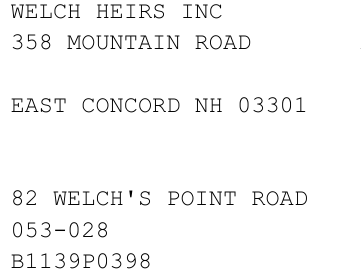 WELCH HEIRS INC
358 MOUNTAIN ROAD
EAST CONCORD NH 03301
82 WELCH'S POINT ROAD
053-028
B1139P0398